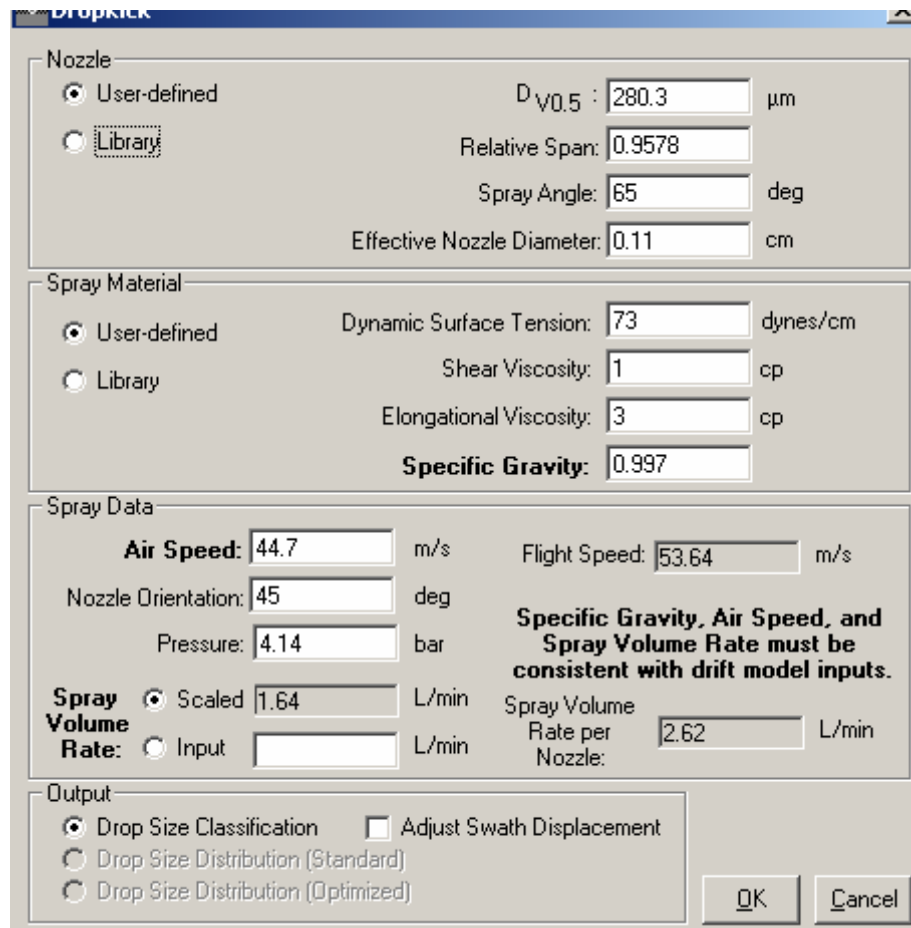 Dropkick
Nozzle
User-defined
Library
DV0.5 : 280.3 µm
Relative Span: 0.9578
Spray Angle: 65 deg
Effective Nozzle Diameter: 0.11 cm
Spray Material
User-defined
Library
Dynamic Surface Tension: 73 dynes/cm
Shear Viscosity: 1 cp
Elongational Viscosity: 3 cp
Specific Gravity: 0.997
Spray Data
Air Speed: 44.7 m/s
Nozzle Orientation: 45 deg
Pressure: 4.14 bar
Spray Volume Rate:
Scaled 1.64 L/min
Input L/min
Flight Speed: 53.64 m/s
Specific Gravity, Air Speed, and
Spray Volume Rate must be
consistent with drift model inputs.
Spray Volume
Rate per
Nozzle:
2.62 L/min
Output
Drop Size Classification
Adjust Swath Displacement
Drop Size Distribution (Standard)
Drop Size Distribution (Optimized)
OK
Cancel